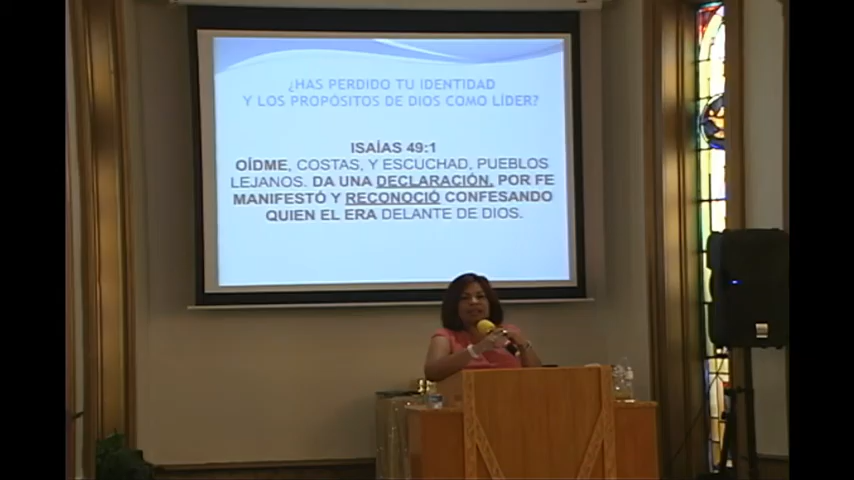 ¿HAS PERDIDO TU IDENTIDAD
Y LOS PROPÓSITOS DE DIOS COMO LÍDER?
ISAÍAS 49:1
OÍDME, COSTAS, Y ESCUCHAD, PUEBLOS
LEJANOS. DA UNA DECLARACIÓN, POR FE
MANIFESTÓ Y RECONOCIÓ CONFESANDO
QUIEN EL ERA DELANTE DE DIOS.